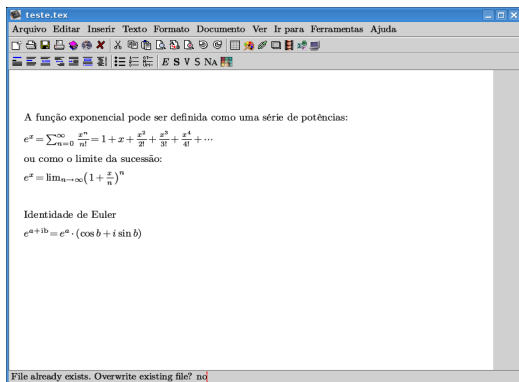 teste.tex
Arquivo Editar Inserir Texto Formato Documento Ver Ir para Ferramentas Ajuda
E S V S NA
A função exponencial pode ser definida como uma série de potências:
e^x = ∑_{n=0}^{∞} x^n/n! = 1 + x + x^2/2! + x^3/3! + x^4/4! + ⋯
ou como o limite da sucessão:
e^x = lim_{n→∞} (1 + x/n)^n
Identidade de Euler
e^{a+ib} = e^a · (cos b + i sin b)
File already exists. Overwrite existing file? no